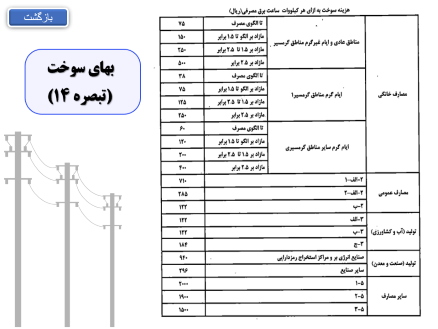 بازگشت
بهای سوخت
(تبصره ۱۴)
هزینه سوخت به ازای هر کیلووات ساعت برق مصرفی(ریال)
مصارف خانگی
مناطق عادی و ایام غیرگرم مناطق گرمسیر
تا الگوی مصرف ۷۵
مازاد بر الگو تا ۱.۵ برابر ۱۵۰
مازاد بر ۱.۵ تا ۲.۵ برابر ۲۵۰
مازاد بر ۲.۵ برابر ۵۰۰
ایام گرم مناطق گرمسیر۱
تا الگوی مصرف ۳۸
مازاد بر الگو تا ۱.۵ برابر ۷۵
مازاد بر ۱.۵ تا ۲.۵ برابر ۱۲۵
مازاد بر ۲.۵ برابر ۲۵۰
ایام گرم سایر مناطق گرمسیری
تا الگوی مصرف ۶۰
مازاد بر الگو تا ۱.۵ برابر ۱۲۰
مازاد بر ۱.۵ تا ۲.۵ برابر ۲۰۰
مازاد بر ۲.۵ برابر ۴۰۰
مصارف عمومی
۲-الف-۱ ۷۱۰
۲-الف-۲ ۲۸۵
۲-ب ۱۴۲
تولید (آب و کشاورزی)
۳-الف ۱۴۲
۳-ب ۱۴۲
۳-ج ۱۸۴
تولید (صنعت و معدن)
صنایع انرژی بر و مراکز استخراج رمزدارایی ۹۴۰
سایر صنایع ۲۹۶
سایر مصارف
۵-۱ ۲۰۰۰
۵-۲ ۱۹۰۰
۵-۳ ۱۵۰۰